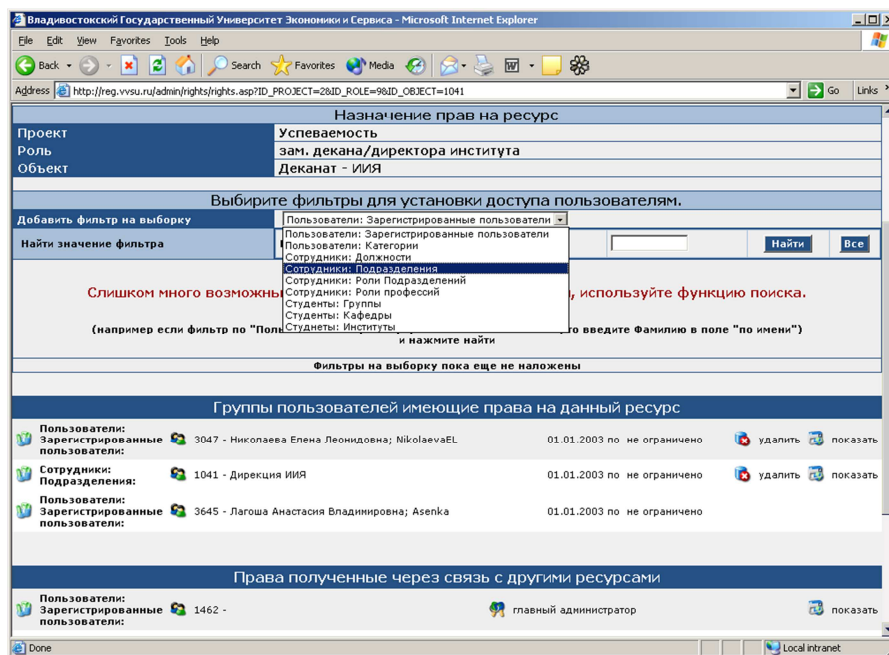 Владивостокский Государственный Университет Экономики и Сервиса - Microsoft Internet Explorer
File Edit View Favorites Tools Help
Back Search Favorites Media
Address http://reg.vvsu.ru/admin/rights/rights.asp?ID_PROJECT=2&ID_ROLE=9&ID_OBJECT=1041 Go Links
Назначение прав на ресурс
Проект Успеваемость
Роль зам. декана/директора института
Объект Деканат - ИИЯ
Выбирите фильтры для установки доступа пользователям.
Добавить фильтр на выборку Пользователи: Зарегистрированные пользователи
Найти значение фильтра Найти Все
Пользователи: Зарегистрированные пользователи
Пользователи: Категории
Сотрудники: Должности
Сотрудники: Подразделения
Сотрудники: Роли Подразделений
Сотрудники: Роли профессий
Студенты: Группы
Студенты: Кафедры
Студнеты: Институты
Слишком много возможны , используйте функцию поиска.
(например если фильтр по "Пол введите Фамилию в поле "по имени")
и нажмите найти
Фильтры на выборку пока еще не наложены
Группы пользователей имеющие права на данный ресурс
Пользователи:
Зарегистрированные 3047 - Николаева Елена Леонидовна; NikolaevaEL 01.01.2003 по не ограничено удалить показать
пользователи:
Сотрудники:
Подразделения: 1041 - Дирекция ИИЯ 01.01.2003 по не ограничено удалить показать
Пользователи:
Зарегистрированные 3645 - Лагоша Анастасия Владимировна; Asenka 01.01.2003 по не ограничено
пользователи:
Права полученные через связь с другими ресурсами
Пользователи:
Зарегистрированные 1462 - главный администратор показать
пользователи:
Done Local intranet